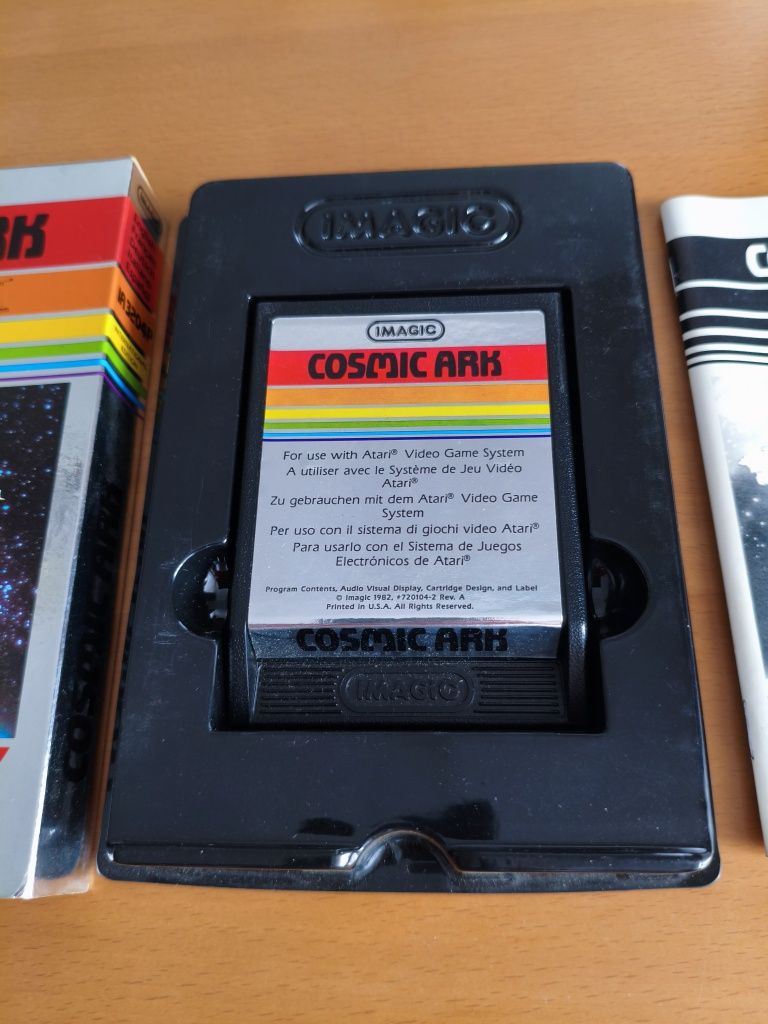 IMAGIC
IMAGIC
COSMIC ARK
For use with Atari® Video Game System
A utiliser avec le Système de Jeu Vidéo
Atari®
Zu gebrauchen mit dem Atari® Video Game
System
Per uso con il sistema di giochi video Atari®
Para usarlo con el Sistema de Juegos
Electrónicos de Atari®
Program Contents, Audio Visual Display, Cartridge Design, and Label
© Imagic 1982, #720104-2 Rev. A
Printed in U.S.A. All Rights Reserved.
COSMIC ARK
IMAGIC
RK
COSMIC ARK
C